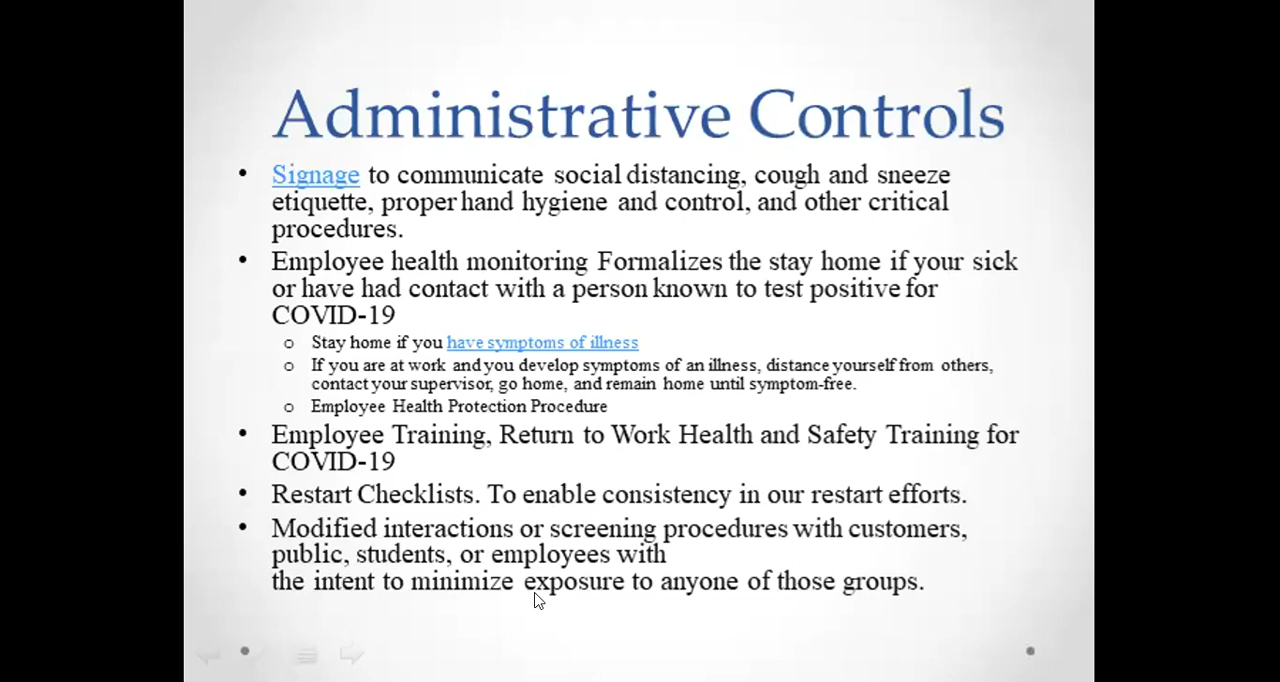 Administrative Controls
• Signage to communicate social distancing, cough and sneeze
etiquette, proper hand hygiene and control, and other critical
procedures.
• Employee health monitoring Formalizes the stay home if your sick
or have had contact with a person known to test positive for
COVID-19
o Stay home if you have symptoms of illness
o If you are at work and you develop symptoms of an illness, distance yourself from others,
contact your supervisor, go home, and remain home until symptom-free.
o Employee Health Protection Procedure
• Employee Training, Return to Work Health and Safety Training for
COVID-19
• Restart Checklists. To enable consistency in our restart efforts.
• Modified interactions or screening procedures with customers,
public, students, or employees with
the intent to minimize exposure to anyone of those groups.